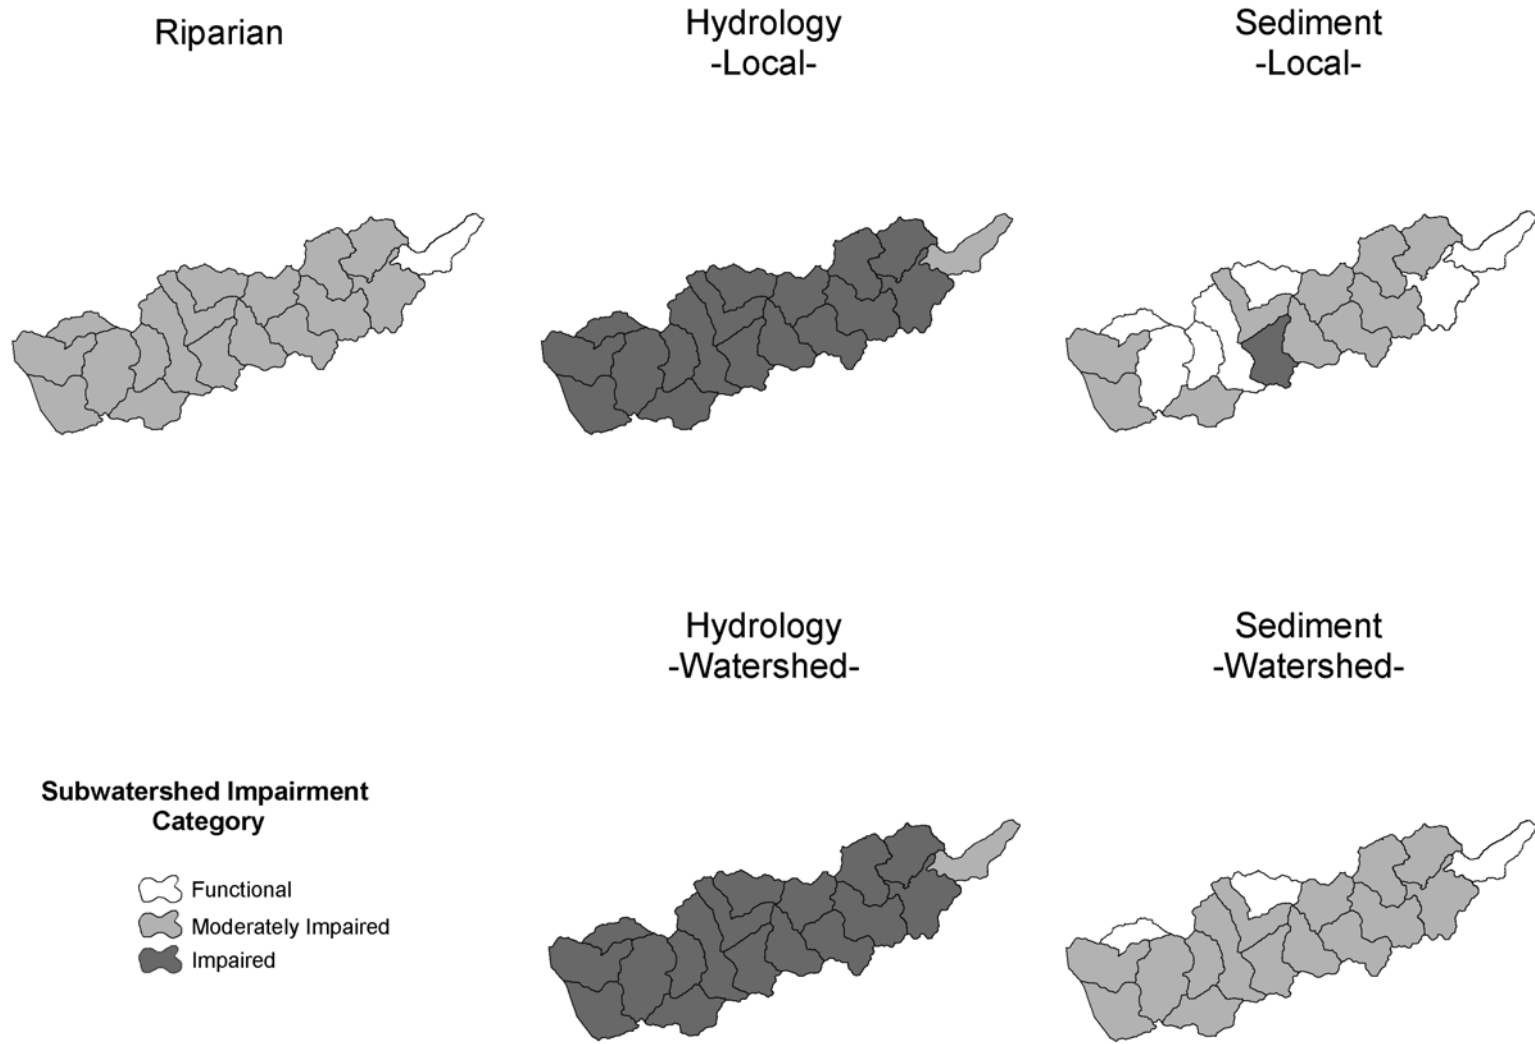 Riparian
Hydrology
-Local-
Sediment
-Local-
Hydrology
-Watershed-
Sediment
-Watershed-
Subwatershed Impairment
Category
Functional
Moderately Impaired
Impaired